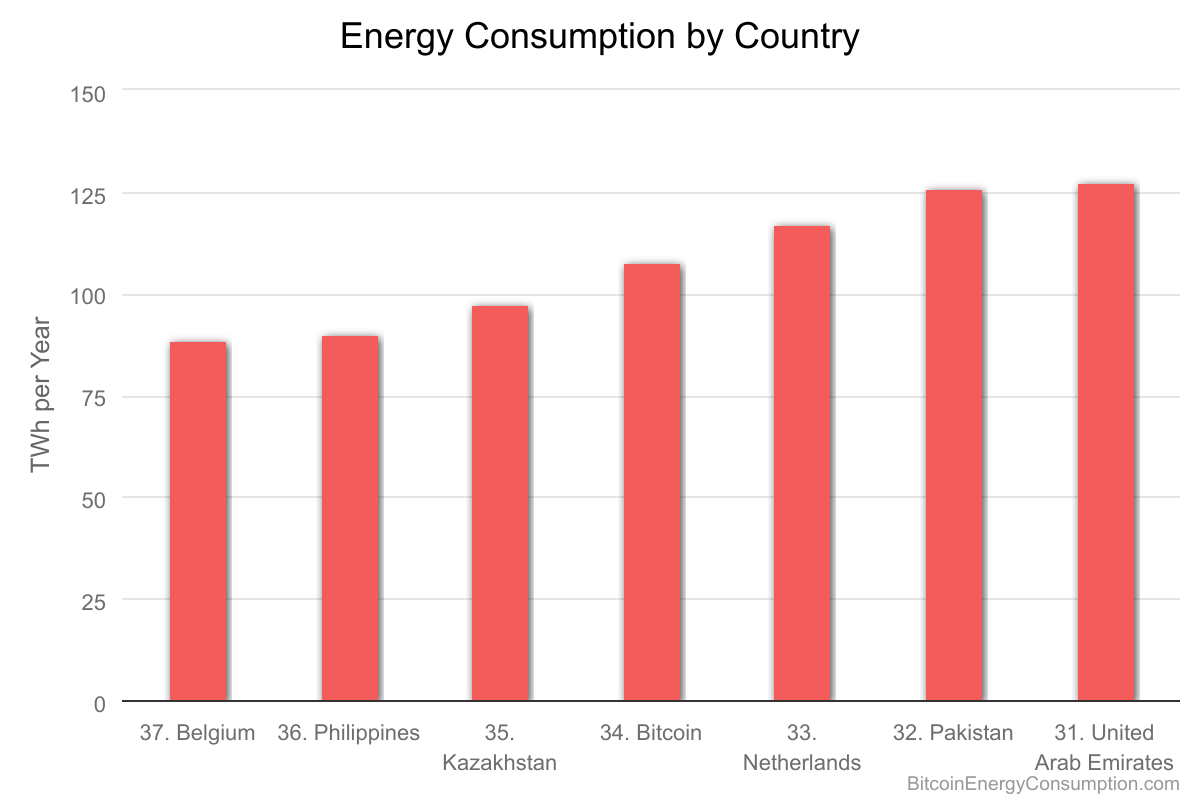 Energy Consumption by Country
150
125
100
75
50
25
0
TWh per Year
37. Belgium
36. Philippines
35.
Kazakhstan
34. Bitcoin
33.
Netherlands
32. Pakistan
31. United
Arab Emirates
BitcoinEnergyConsumption.com